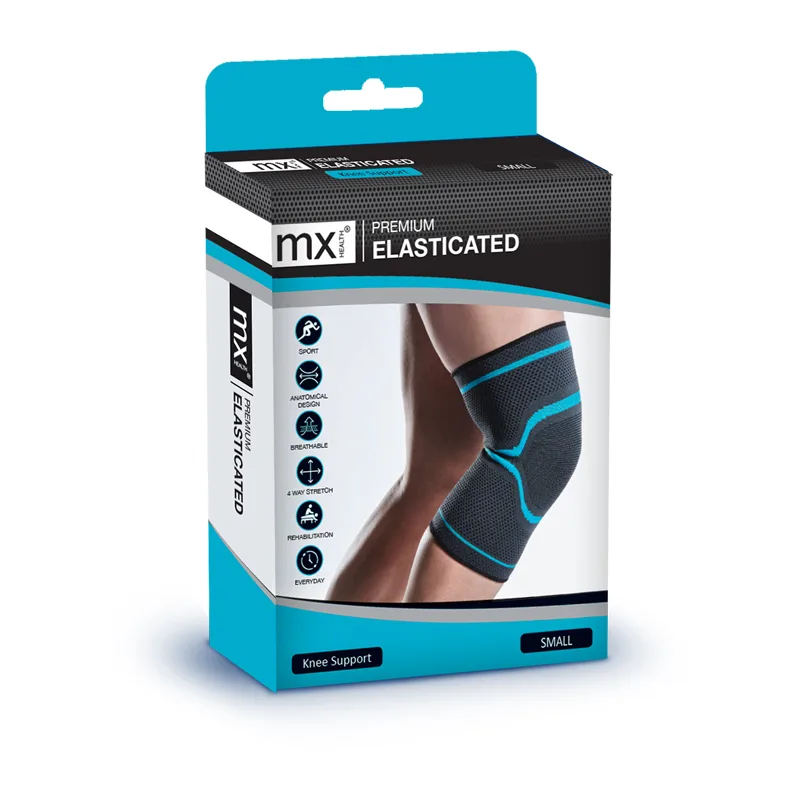 mx HEALTH
PREMIUM
ELASTICATED
Knee Support
SMALL
mx HEALTH®
PREMIUM
ELASTICATED
SPORT
ANATOMICAL
DESIGN
BREATHABLE
4 WAY STRETCH
REHABILITATION
EVERYDAY
mx HEALTH®
PREMIUM
ELASTICATED
Knee Support
SMALL